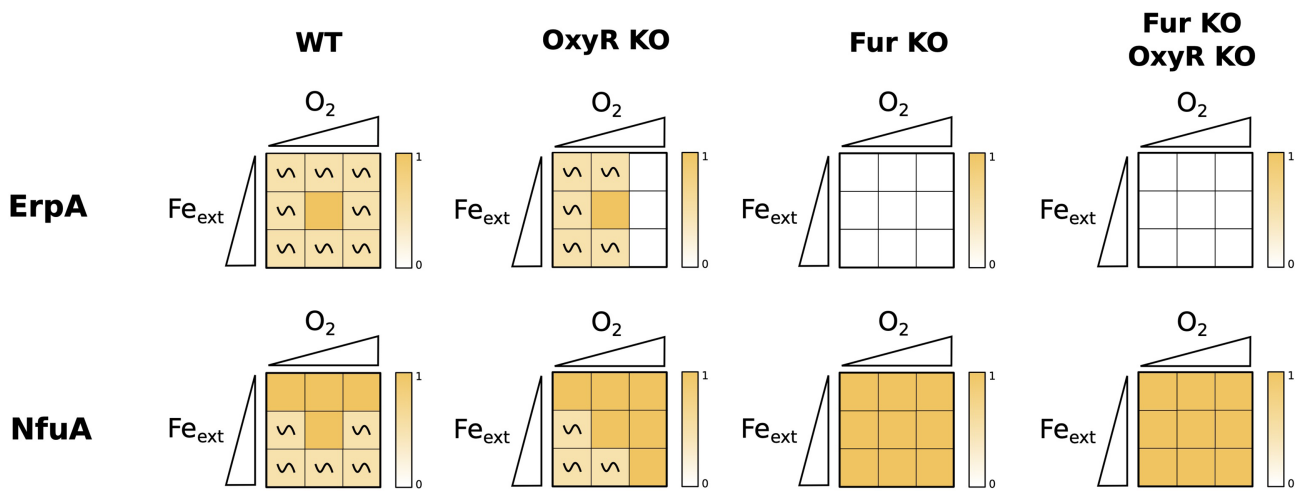 WT
OxyR KO
Fur KO
Fur KO
OxyR KO
ErpA
O₂
Fe_ext
∿ ∿ ∿
∿ ∿
∿ ∿ ∿
1
0
O₂
Fe_ext
∿ ∿
∿
∿ ∿
1
0
O₂
Fe_ext
1
0
O₂
Fe_ext
1
0
NfuA
O₂
Fe_ext
∿ ∿
∿ ∿ ∿
1
0
O₂
Fe_ext
∿
∿ ∿
1
0
O₂
Fe_ext
1
0
O₂
Fe_ext
1
0